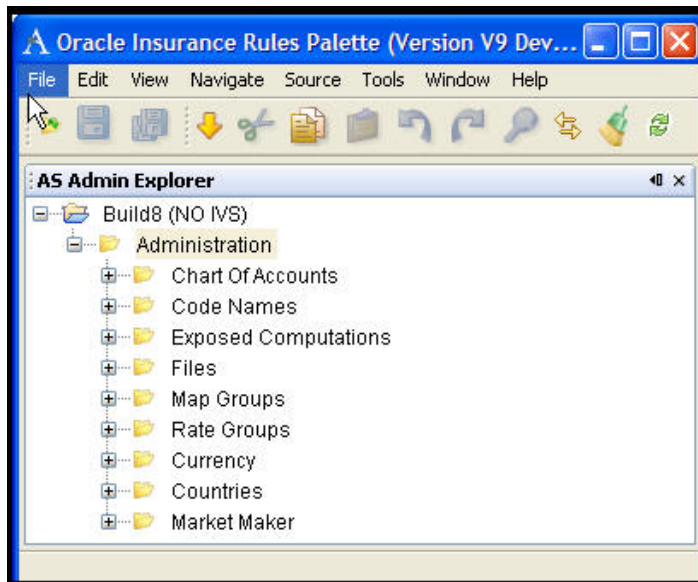 Oracle Insurance Rules Palette (Version V9 Dev...
File Edit View Navigate Source Tools Window Help
AS Admin Explorer
Build8 (NO IVS)
Administration
Chart Of Accounts
Code Names
Exposed Computations
Files
Map Groups
Rate Groups
Currency
Countries
Market Maker